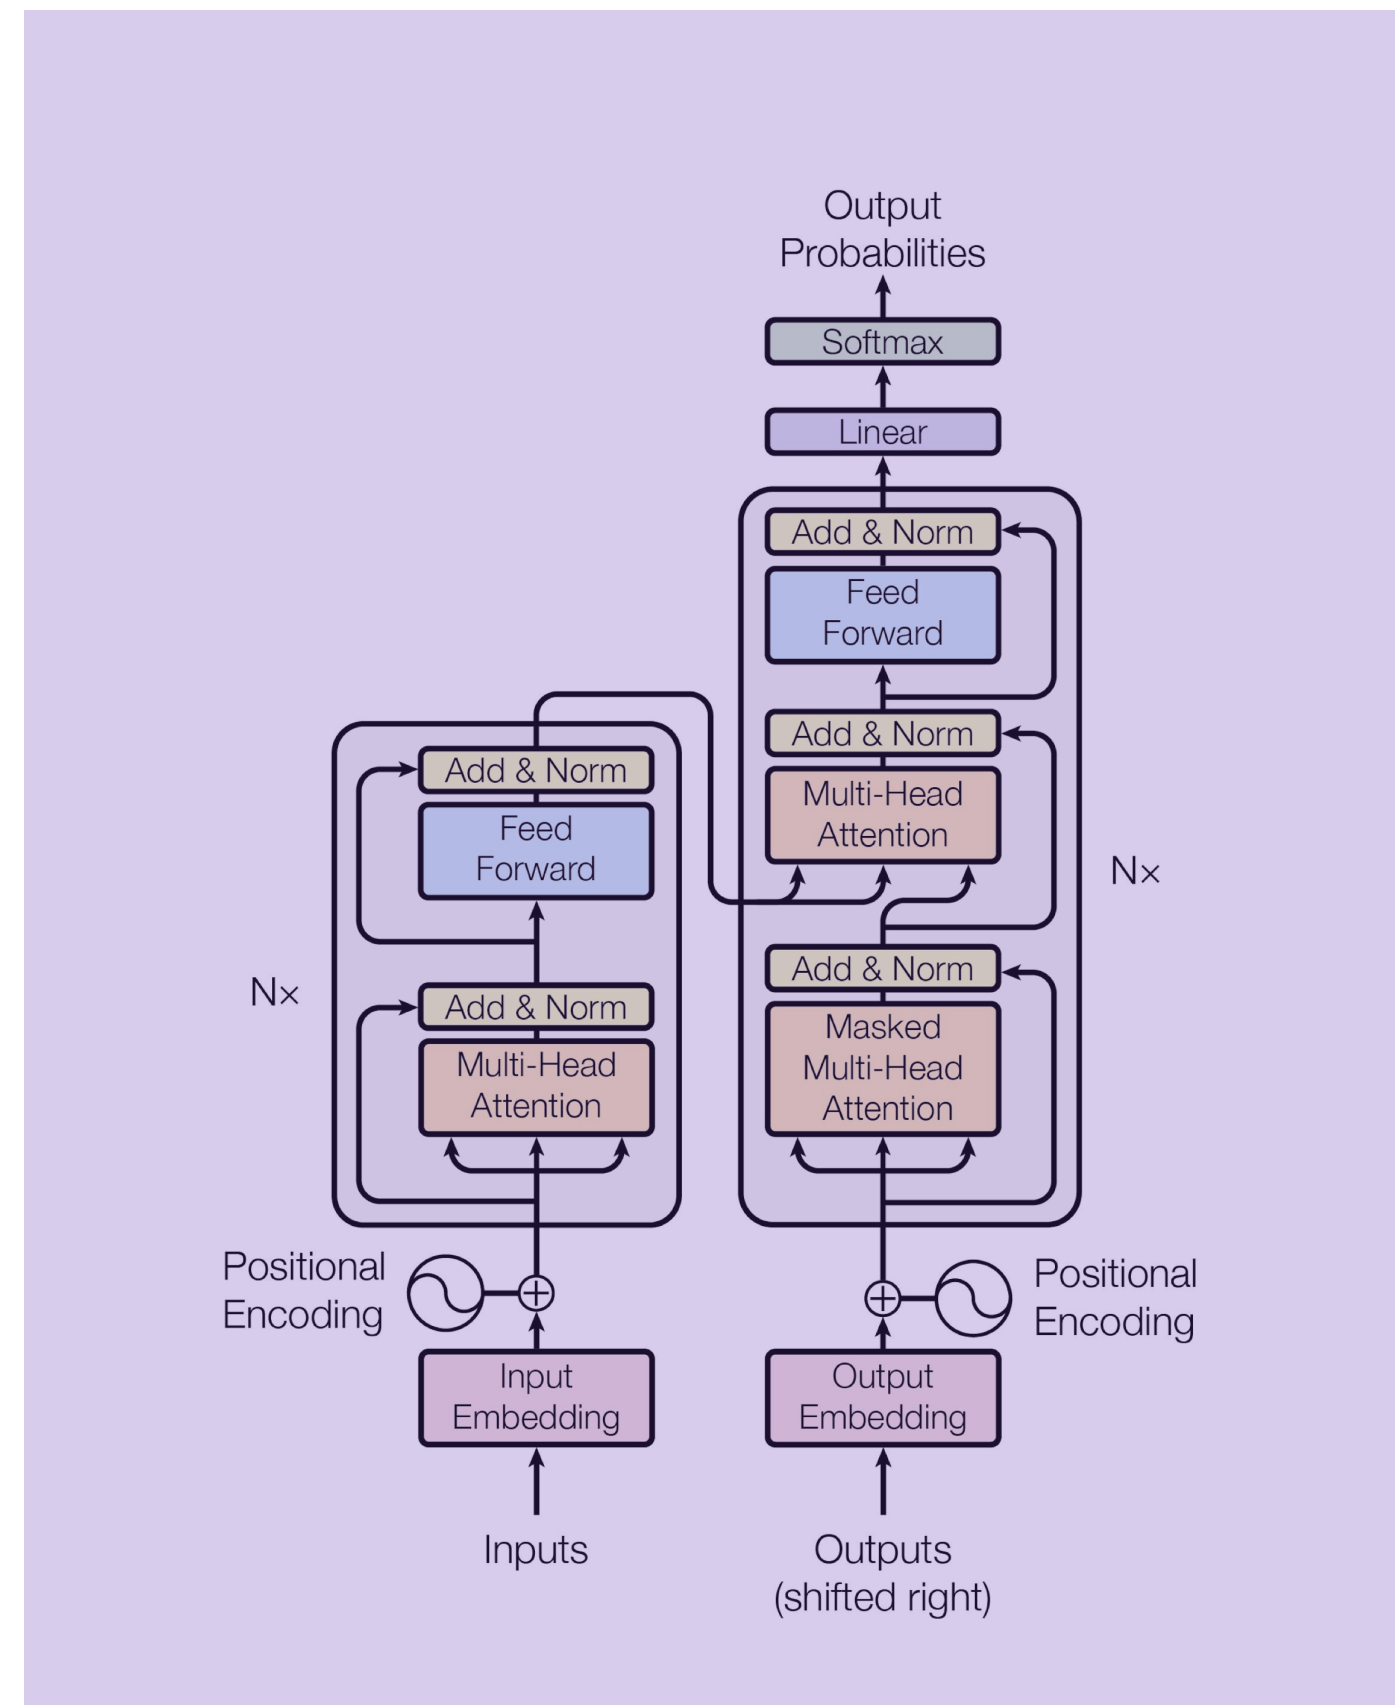 Output
Probabilities
Softmax
Linear
Add & Norm
Feed
Forward
Add & Norm
Multi-Head
Attention
Nx
Add & Norm
Masked
Multi-Head
Attention
Add & Norm
Feed
Forward
Nx
Add & Norm
Multi-Head
Attention
Positional
Encoding
Positional
Encoding
Input
Embedding
Output
Embedding
Inputs
Outputs
(shifted right)